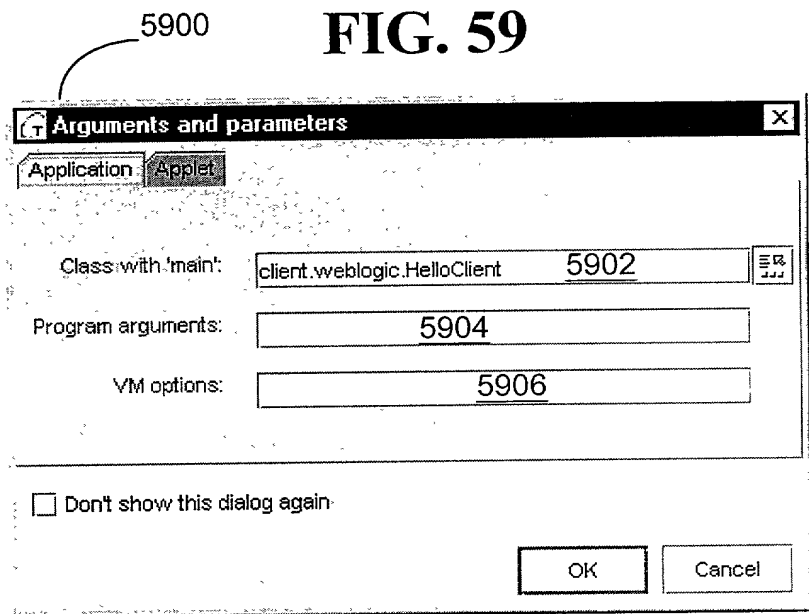 5900
FIG. 59
Arguments and parameters
Application Applet
Class with 'main': client.weblogic.HelloClient 5902
Program arguments: 5904
VM options: 5906
Don't show this dialog again
OK Cancel